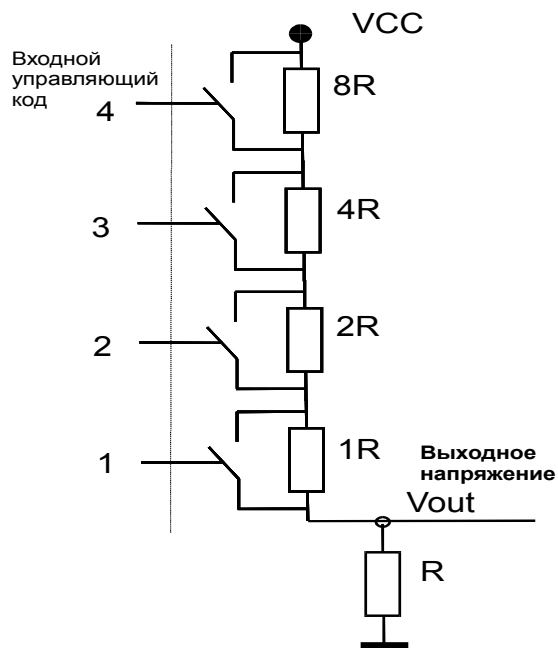 VCC
Входной
управляющий
код
4
8R
3
4R
2
2R
1
1R
Выходное
напряжение
Vout
R